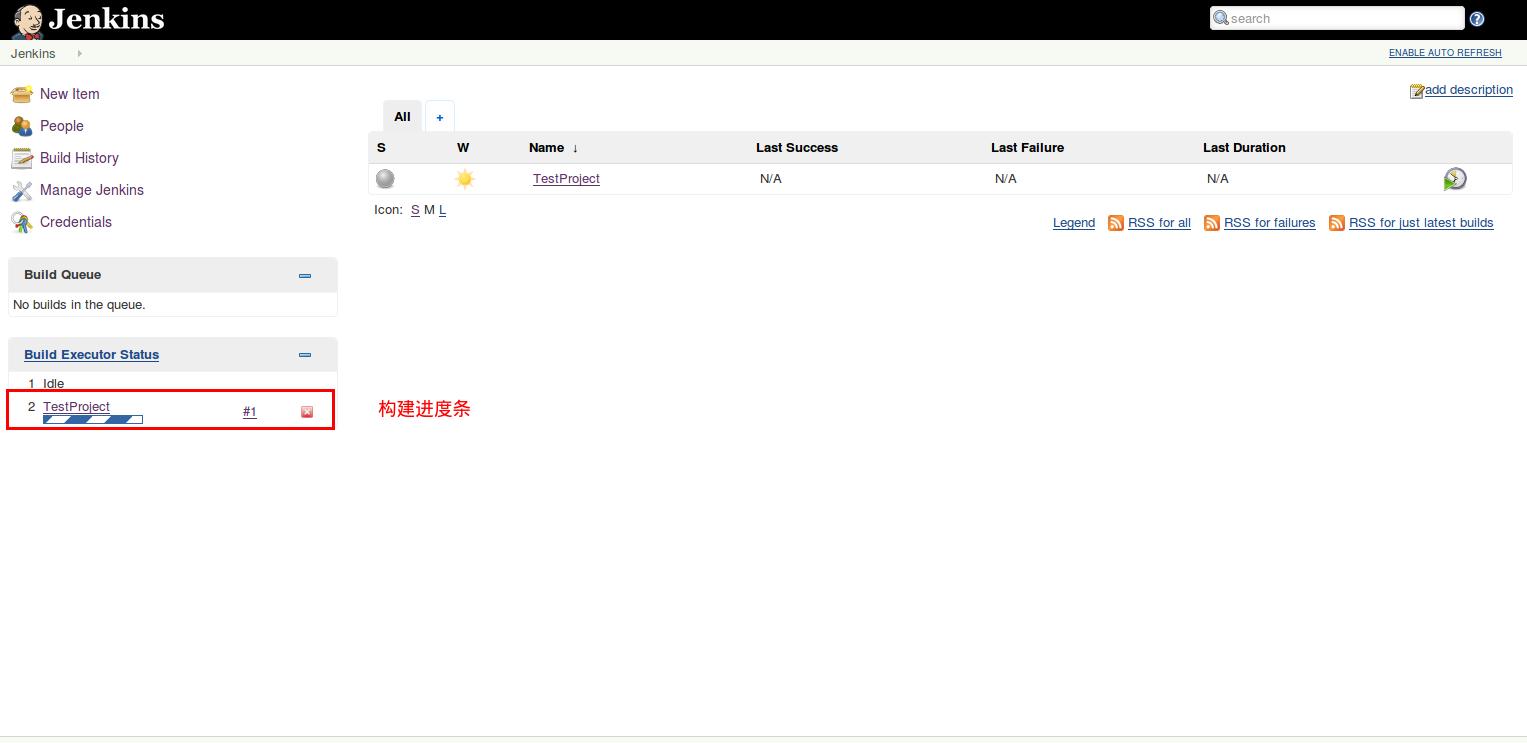 Jenkins
search
Jenkins
ENABLE AUTO REFRESH
New Item
People
Build History
Manage Jenkins
Credentials
Build Queue
No builds in the queue.
Build Executor Status
1 Idle
2 TestProject #1
构建进度条
add description
All +
S W Name ↓ Last Success Last Failure Last Duration
TestProject N/A N/A N/A
Icon: S M L
Legend RSS for all RSS for failures RSS for just latest builds